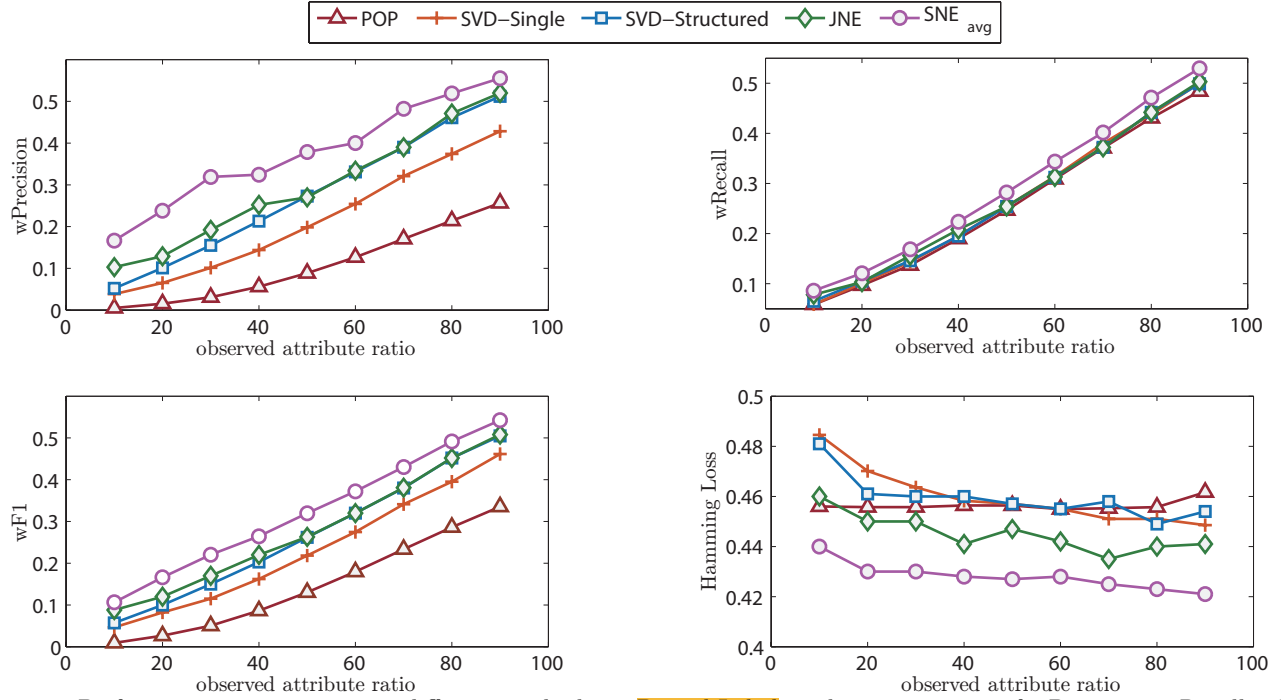 POP SVD−Single SVD−Structured JNE SNE avg
wPrecision
0.5
0.4
0.3
0.2
0.1
0
0 20 40 60 80 100
observed attribute ratio
wRecall
0.5
0.4
0.3
0.2
0.1
0 20 40 60 80 100
observed attribute ratio
wF1
0.5
0.4
0.3
0.2
0.1
0
0 20 40 60 80 100
observed attribute ratio
Hamming Loss
0.5
0.48
0.46
0.44
0.42
0.4
0 20 40 60 80 100
observed attribute ratio